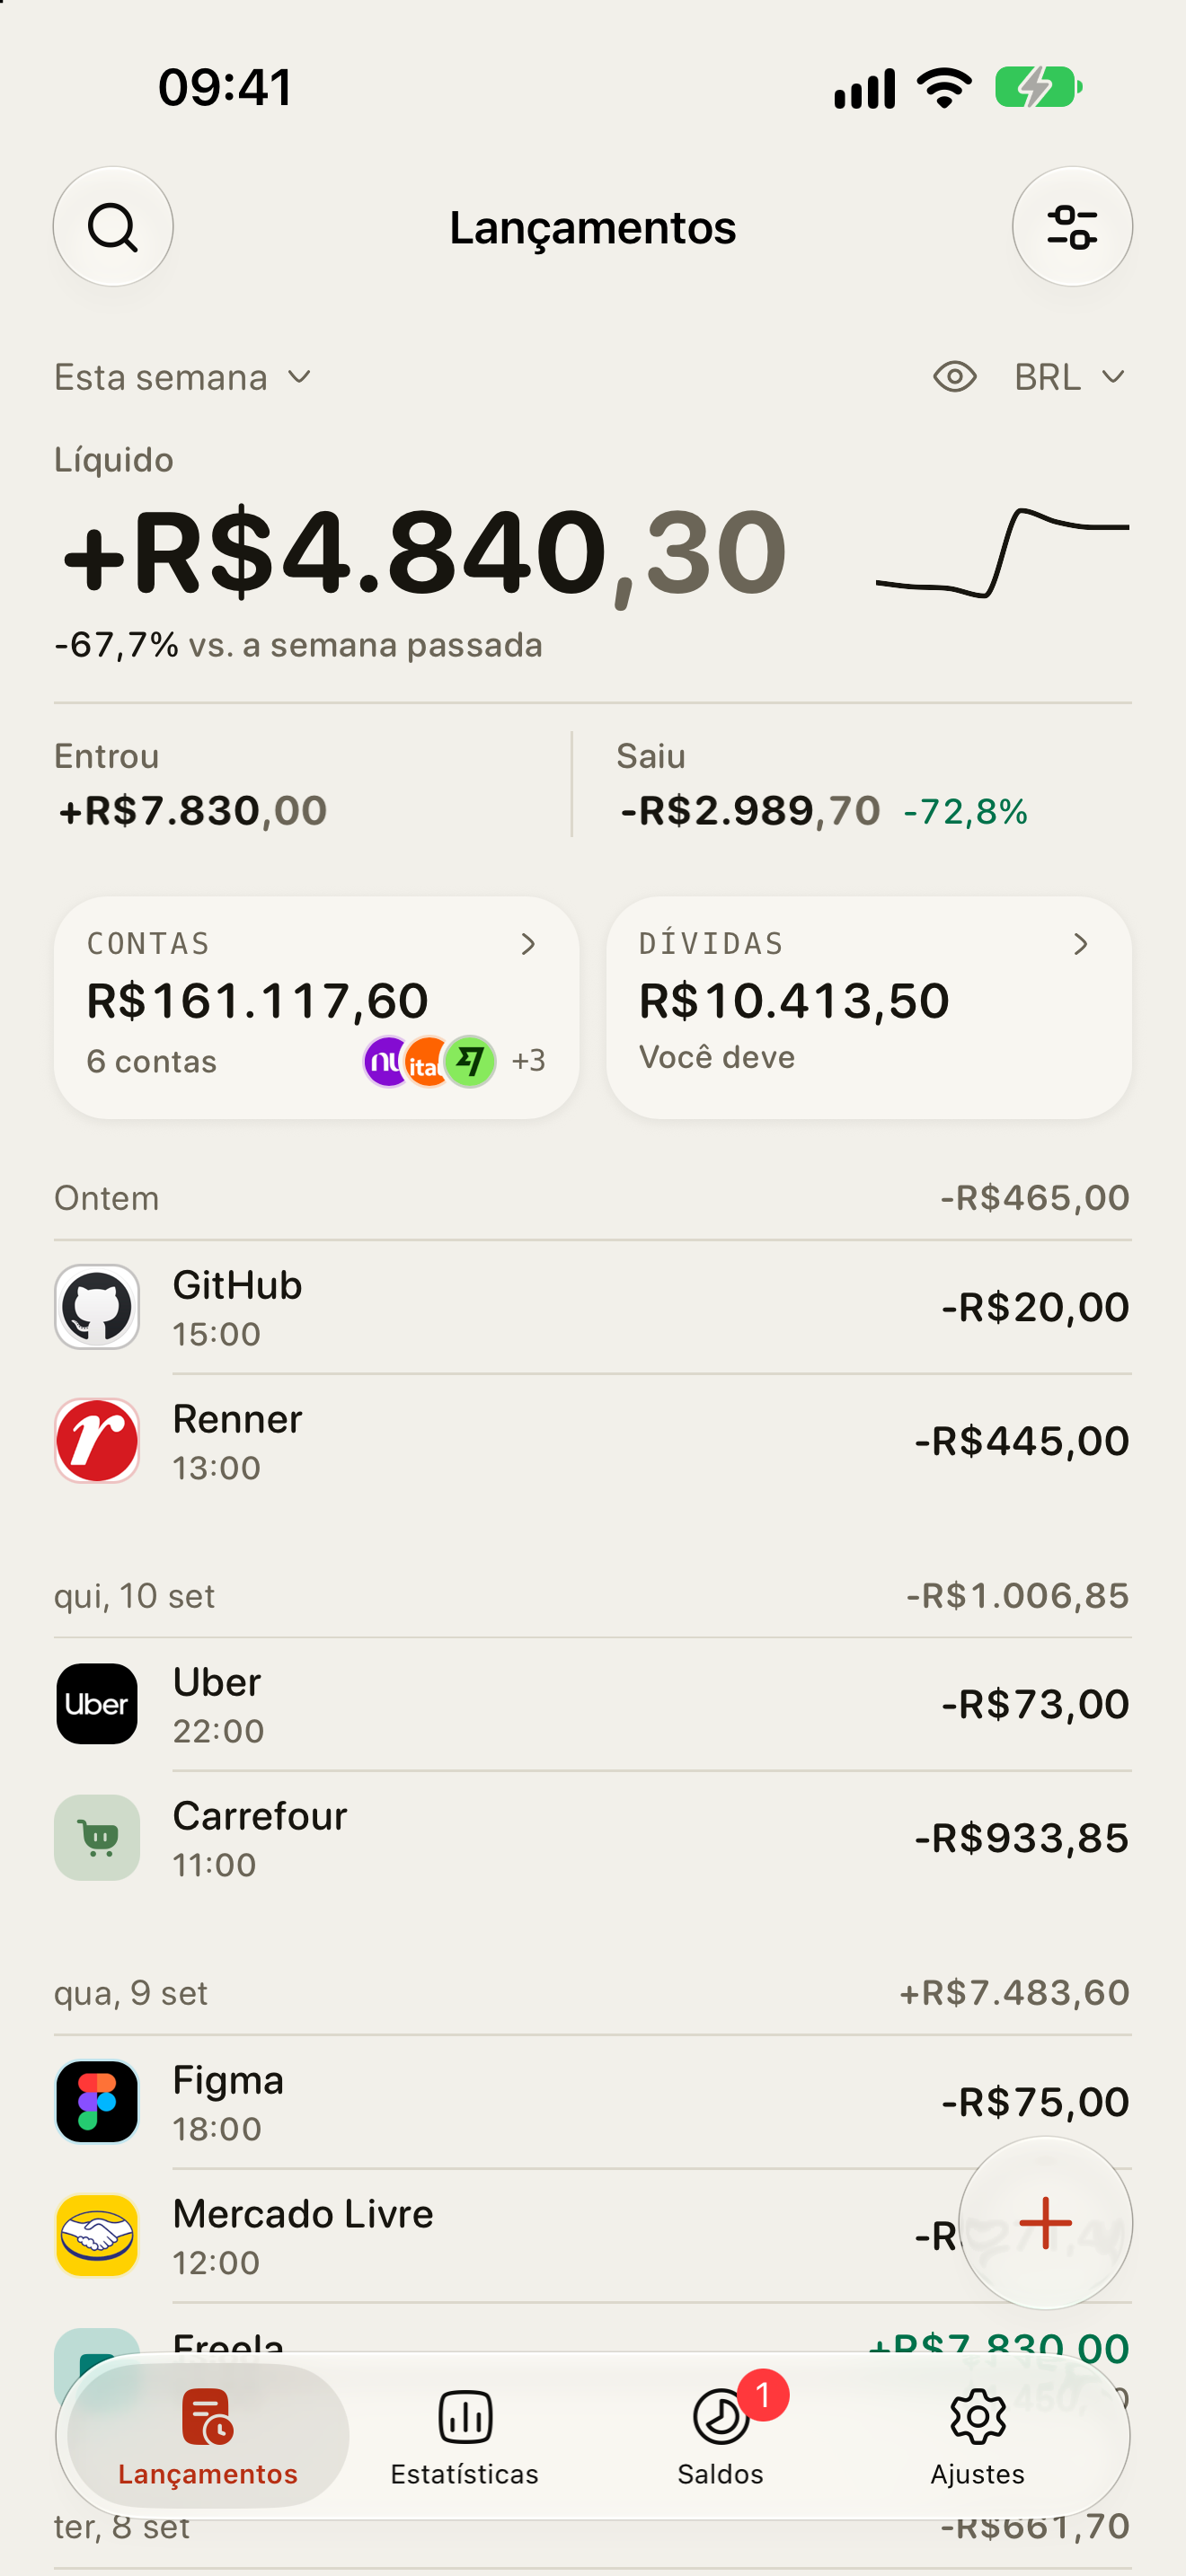 09:41
Lançamentos
Esta semana
BRL
Líquido
+R$4.840,30
-67,7% vs. a semana passada
Entrou
Saiu
+R$7.830,00
-R$2.989,70 -72,8%
CONTAS
R$161.117,60
6 contas
nu
+3
DÍVIDAS
R$10.413,50
Você deve
Ontem -R$465,00
GitHub
15:00
-R$20,00
Renner
13:00
-R$445,00
qui, 10 set -R$1.006,85
Uber
Uber
22:00
-R$73,00
Carrefour
11:00
-R$933,85
qua, 9 set +R$7.483,60
Figma
18:00
-R$75,00
Mercado Livre
12:00
Freela
+R$7.830,00
1
Lançamentos
Estatísticas
Saldos
Ajustes
ter, 8 set -R$661,70